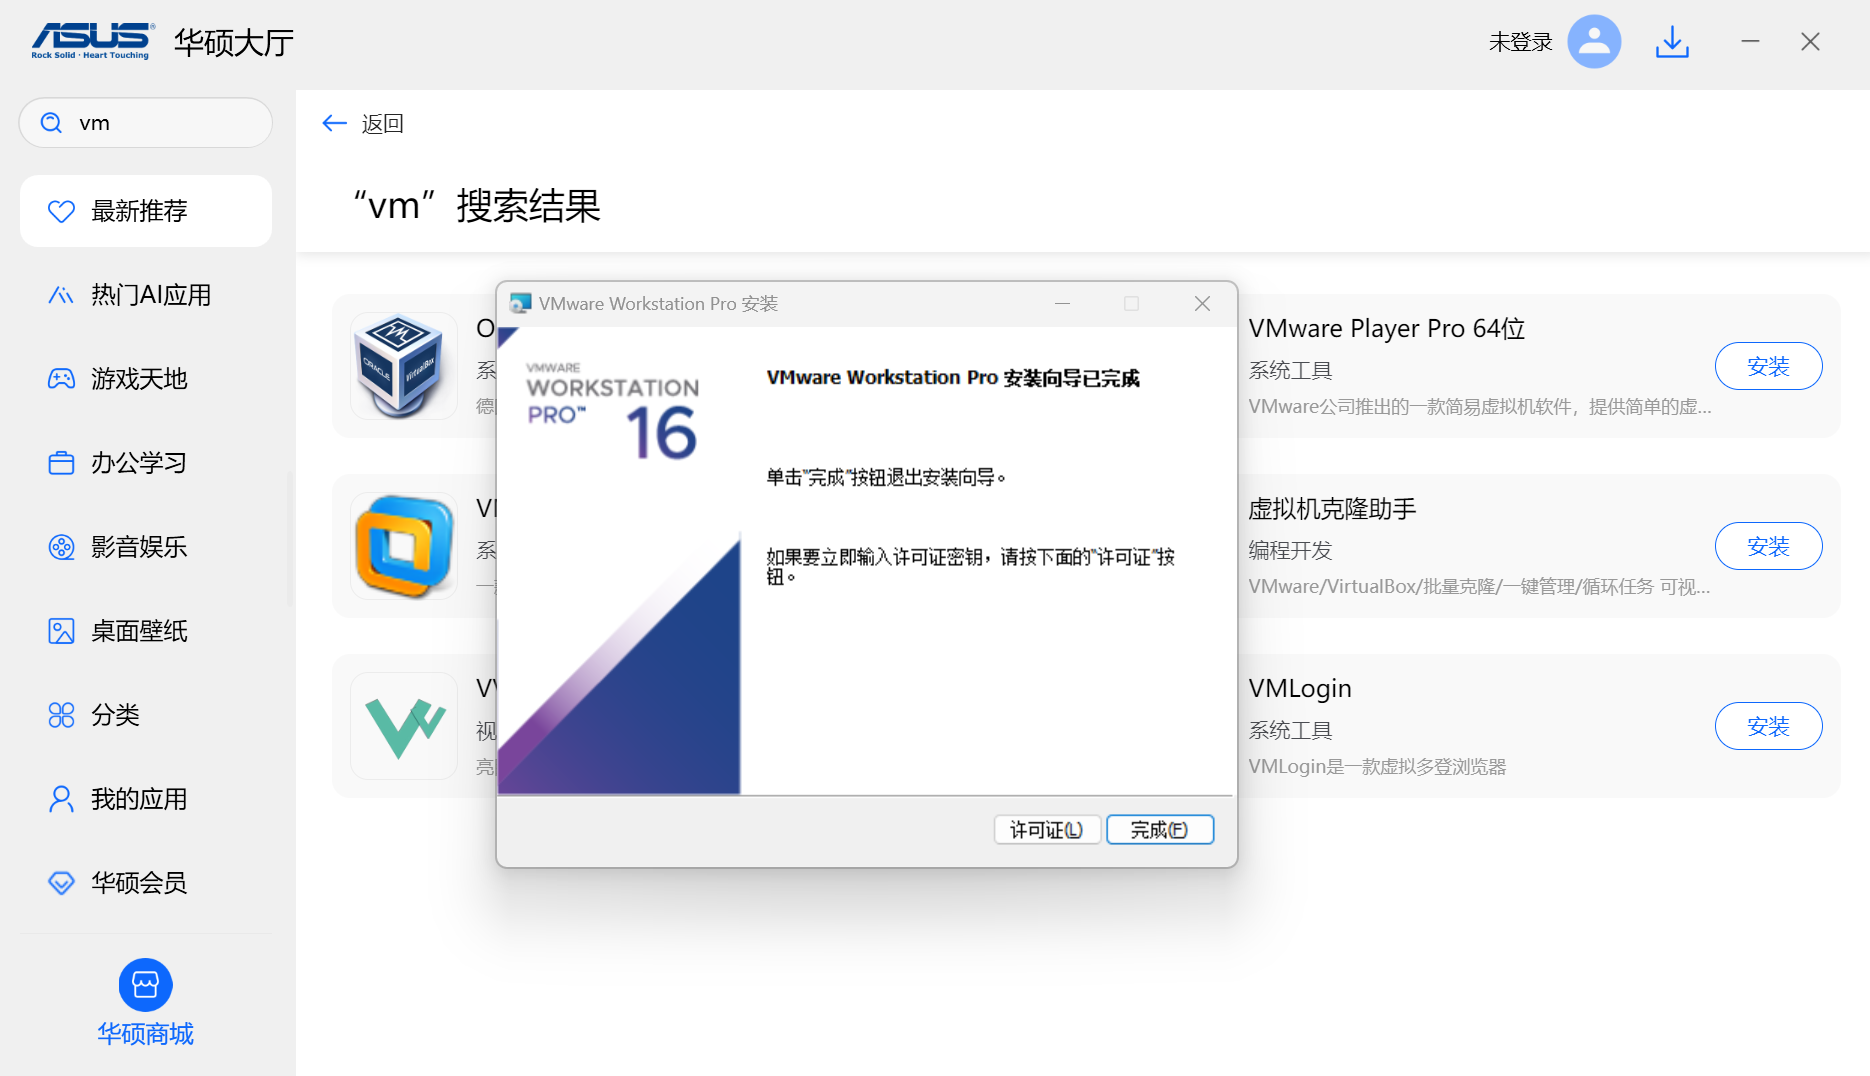 ASUS
Rock Solid · Heart Touching
华硕大厅
未登录
vm
最新推荐
热门AI应用
游戏天地
办公学习
影音娱乐
桌面壁纸
分类
我的应用
华硕会员
华硕商城
返回
“vm”搜索结果
ORACLE
VirtualBox
VMware Player Pro 64位
系统工具
VMware公司推出的一款简易虚拟机软件，提供简单的虚...
安装
虚拟机克隆助手
编程开发
VMware/VirtualBox/批量克隆/一键管理/循环任务 可视...
安装
VMLogin
系统工具
VMLogin是一款虚拟多登浏览器
安装
VMware Workstation Pro 安装
VMWARE
WORKSTATION
PRO™ 16
VMware Workstation Pro 安装向导已完成
单击"完成"按钮退出安装向导。
如果要立即输入许可证密钥，请按下面的"许可证"按
钮。
许可证(L)
完成(F)